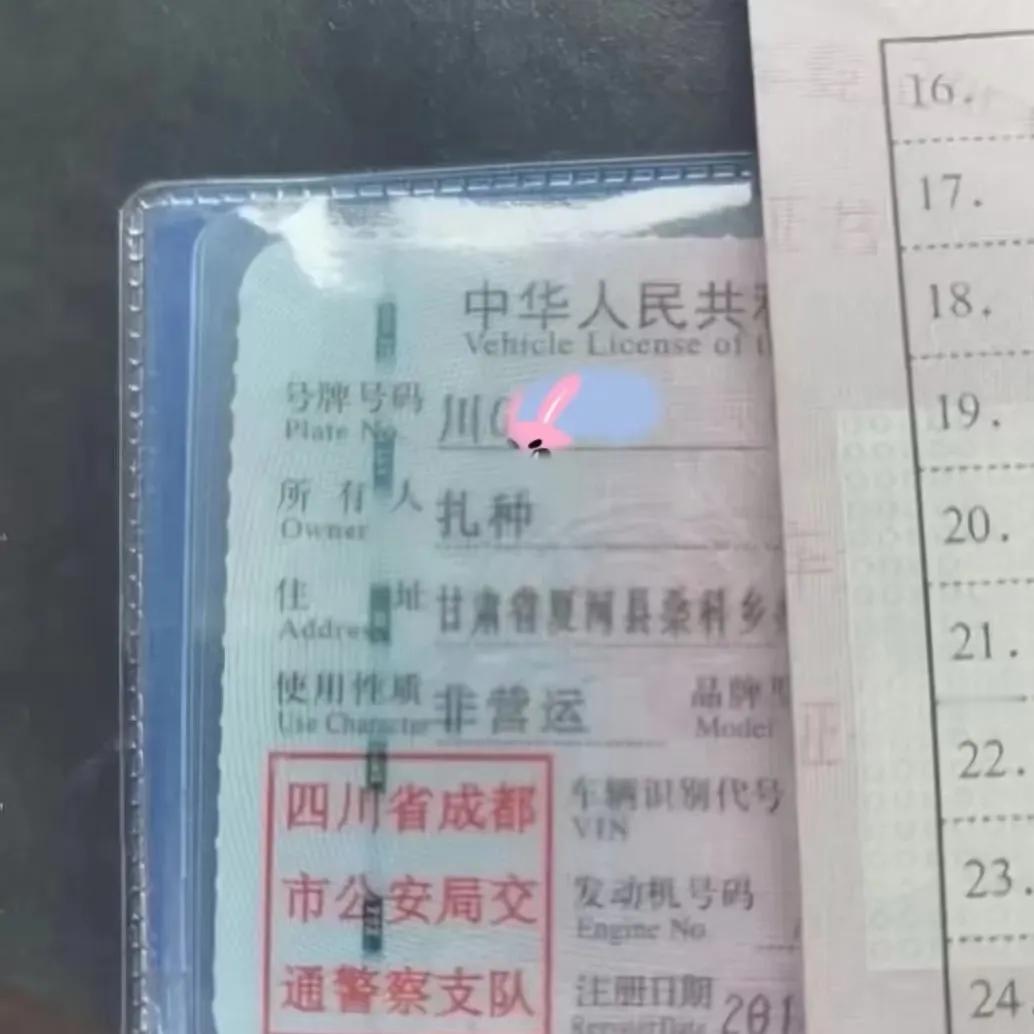 中华人民共和
Vehicle License of t
号牌号码 川
Plate No.
所有人 扎种
Owner
住址 甘肃省夏河县桑科乡
Address
使用性质 非营运 品牌型
Use Character Model
四川省成都
市公安局交
通警察支队
车辆识别代号
VIN
发动机号码
Engine No
注册日期 201
Register Date
16.
17.
18.
19.
20.
21.
22.
23.
24